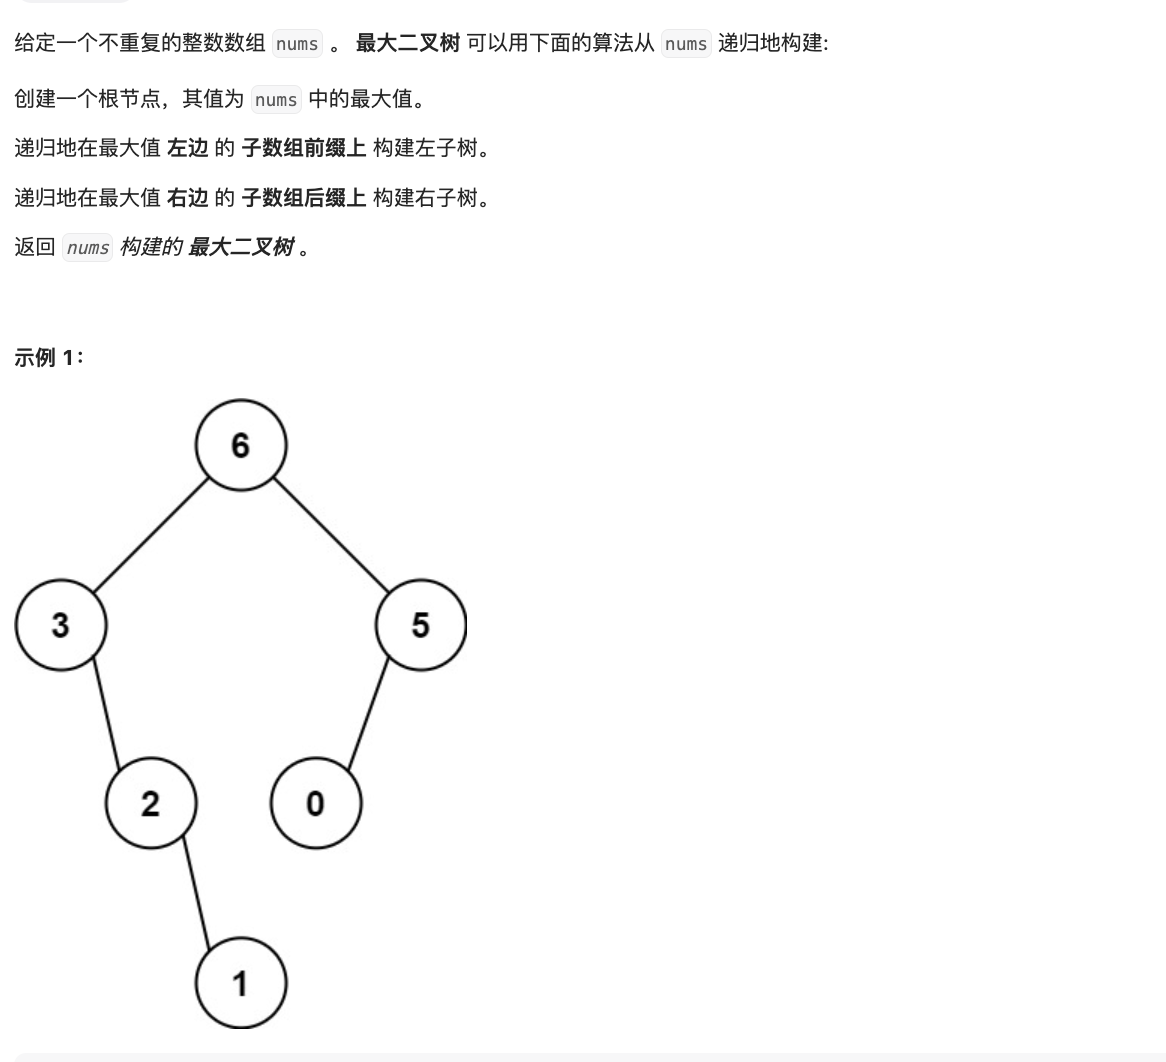 给定一个不重复的整数数组 nums 。 最大二叉树 可以用下面的算法从 nums 递归地构建:
创建一个根节点，其值为 nums 中的最大值。
递归地在最大值 左边 的 子数组前缀上 构建左子树。
递归地在最大值 右边 的 子数组后缀上 构建右子树。
返回 nums 构建的 最大二叉树 。
示例 1：
6
3
5
2
0
1